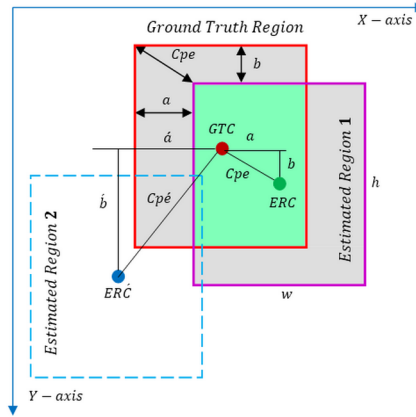 X − axis
Ground Truth Region
Cpe
b
a
GTC
á
a
b
Cpe
Cpé
b́
ERC
Estimated Region 1
h
Estimated Region 2
ERĆ
w
Y − axis